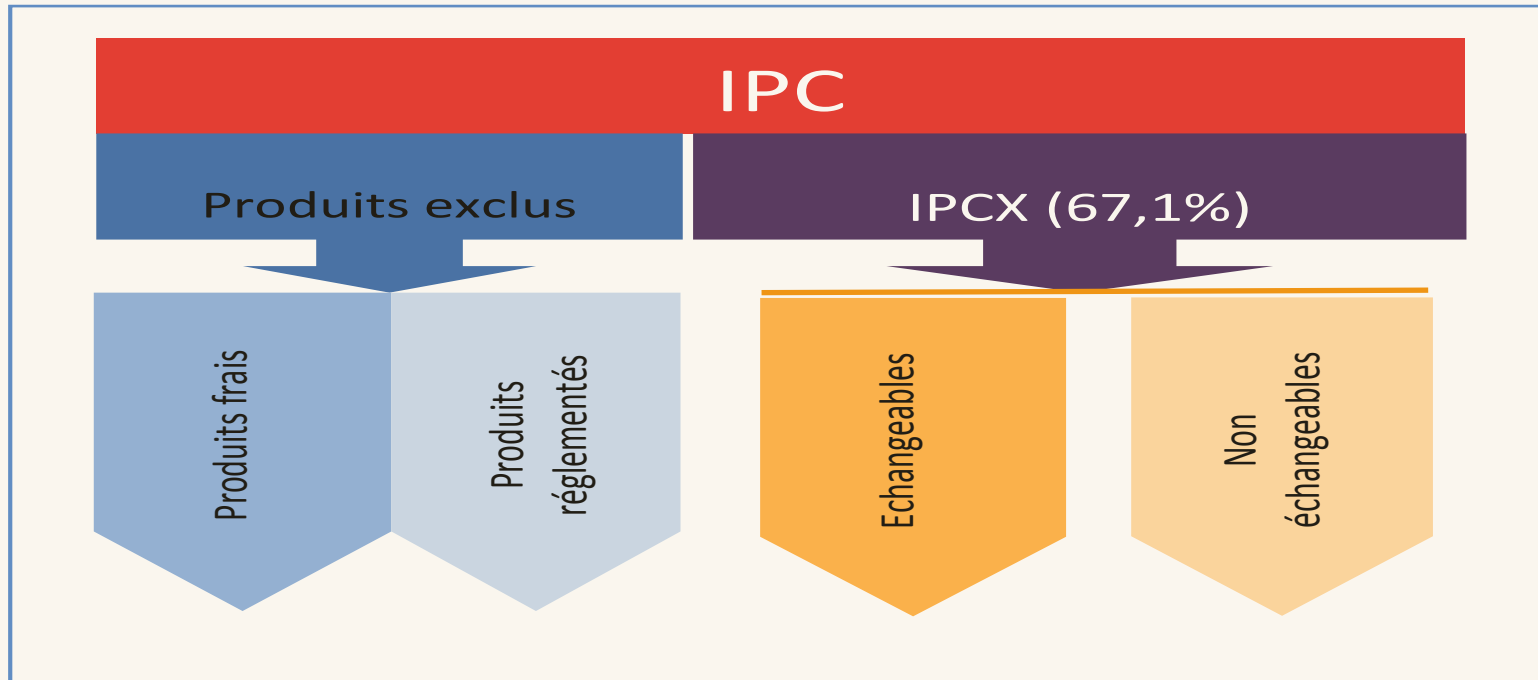 IPC
Produits exclus
IPCX (67,1%)
Produits frais
Produits
réglementés
Echangeables
Non
échangeables